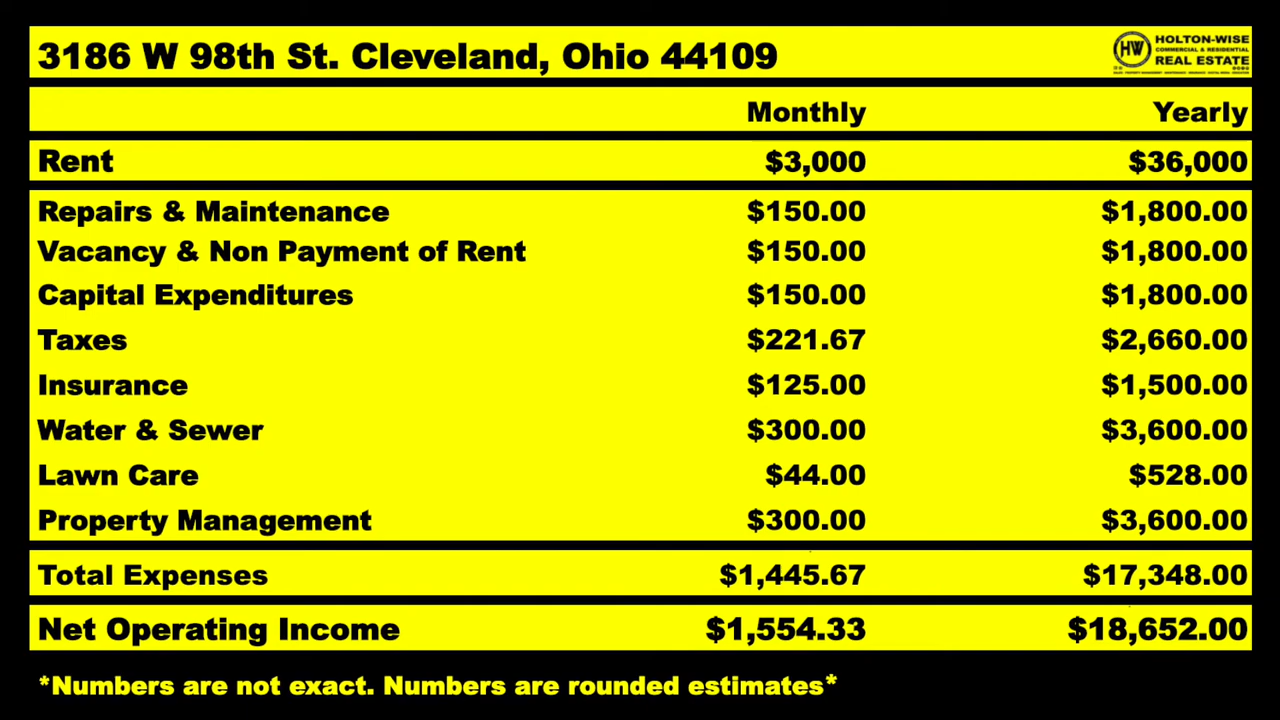 3186 W 98th St. Cleveland, Ohio 44109
HW
HOLTON-WISE
COMMERCIAL & RESIDENTIAL
REAL ESTATE
Monthly Yearly
Rent $3,000 $36,000
Repairs & Maintenance $150.00 $1,800.00
Vacancy & Non Payment of Rent $150.00 $1,800.00
Capital Expenditures $150.00 $1,800.00
Taxes $221.67 $2,660.00
Insurance $125.00 $1,500.00
Water & Sewer $300.00 $3,600.00
Lawn Care $44.00 $528.00
Property Management $300.00 $3,600.00
Total Expenses $1,445.67 $17,348.00
Net Operating Income $1,554.33 $18,652.00
*Numbers are not exact. Numbers are rounded estimates*